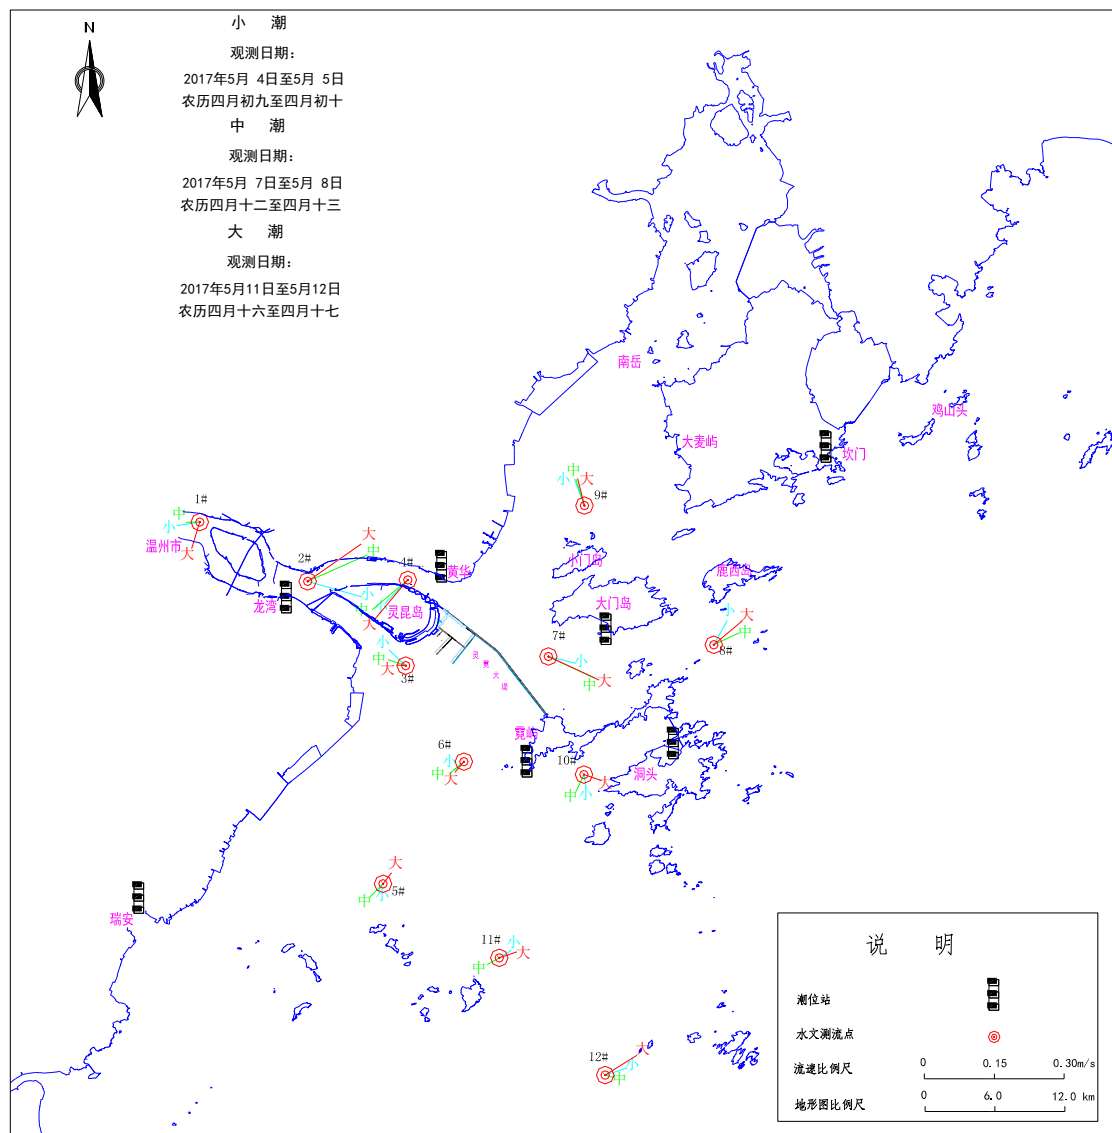 N
小 潮
观测日期:
2017年5月 4日至5月 5日
农历四月初九至四月初十
中 潮
观测日期:
2017年5月 7日至5月 8日
农历四月十二至四月十三
大 潮
观测日期:
2017年5月11日至5月12日
农历四月十六至四月十七
南岳
鸡山头
大麦屿
坎门
中
小 大
9#
1#
中
小
大
温州市
2#
大
中
小
4#
小
中
大
黄华
小门岛
鹿西岛
龙湾
灵昆岛
大门岛
小
大
中
8#
7#
小
中 大
小
中
大
3#
灵霓大堤
霓屿
6#
小
中
大
10#
大
中 小
洞头
大
小
中
5#
瑞安
11#
小
大
中
12#
大
小
中
说 明
潮位站
水文测流点
流速比例尺
0 0.15 0.30m/s
地形图比例尺
0 6.0 12.0 km